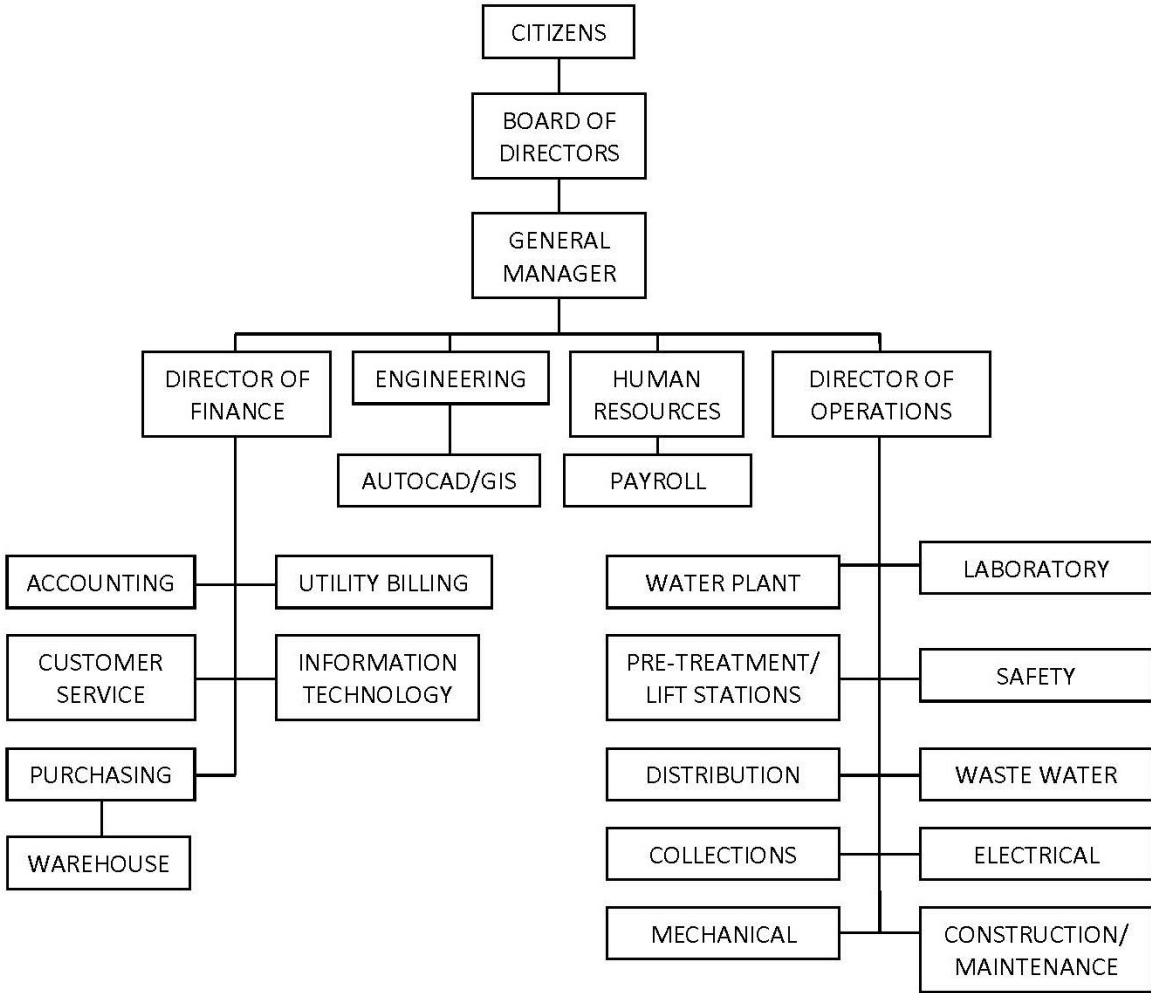 CITIZENS
BOARD OF
DIRECTORS
GENERAL
MANAGER
DIRECTOR OF
FINANCE
ENGINEERING
HUMAN
RESOURCES
DIRECTOR OF
OPERATIONS
AUTOCAD/GIS
PAYROLL
ACCOUNTING
UTILITY BILLING
CUSTOMER
SERVICE
INFORMATION
TECHNOLOGY
PURCHASING
WAREHOUSE
WATER PLANT
LABORATORY
PRE-TREATMENT/
LIFT STATIONS
SAFETY
DISTRIBUTION
WASTE WATER
COLLECTIONS
ELECTRICAL
MECHANICAL
CONSTRUCTION/
MAINTENANCE